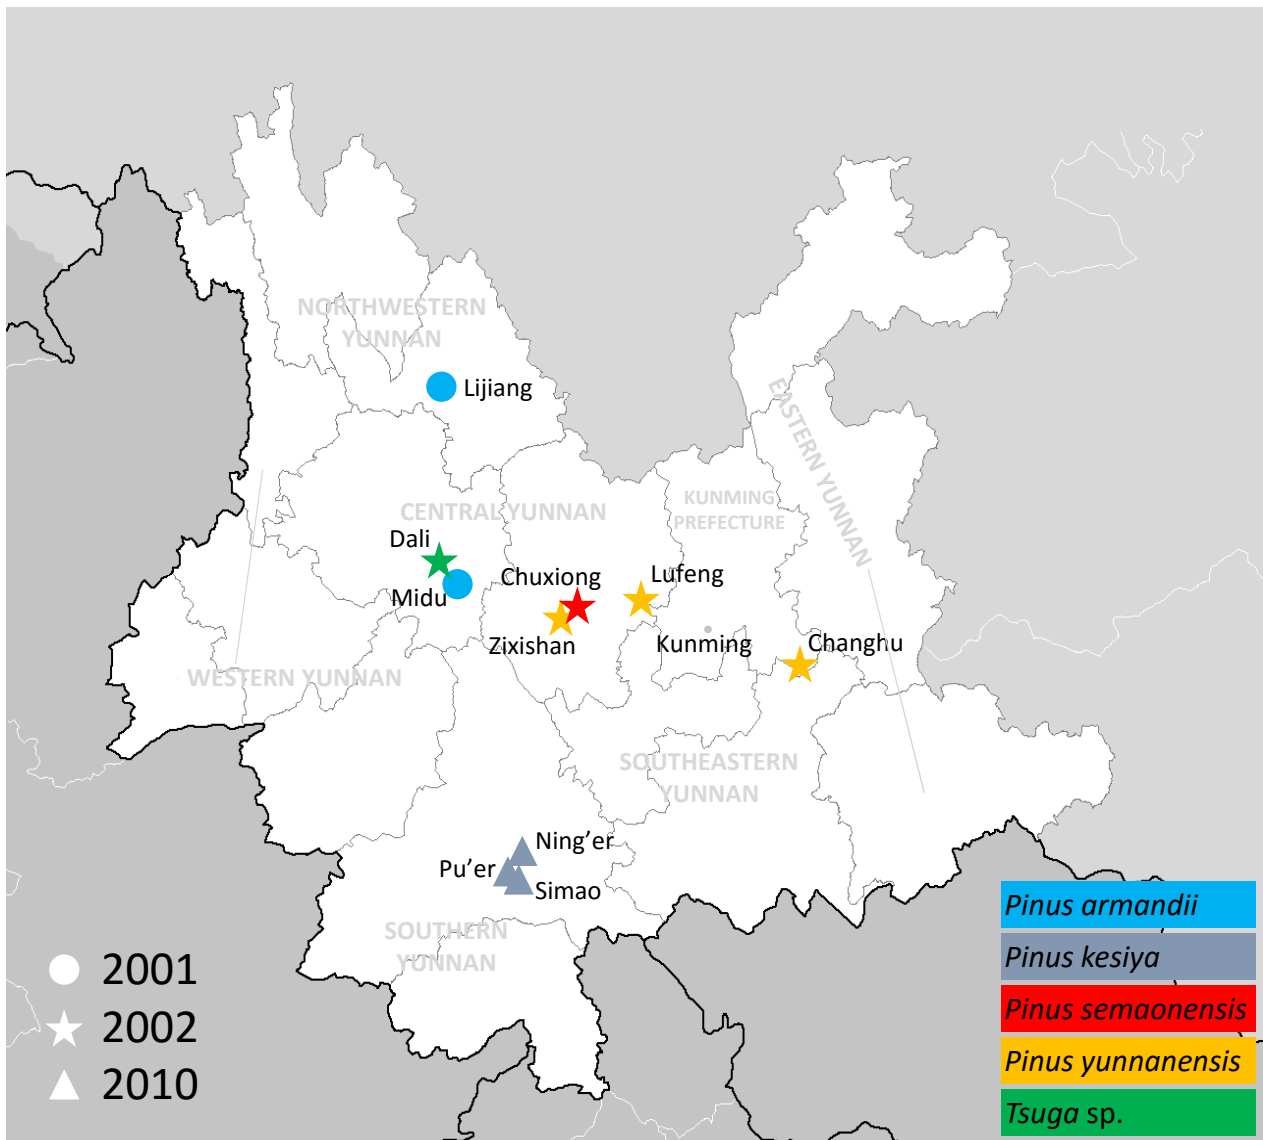 NORTHWESTERN
YUNNAN
Lijiang
EASTERN YUNNAN
CENTRAL YUNNAN
KUNMING
PREFECTURE
Dali
Midu
Chuxiong
Zixishan
Lufeng
Kunming
Changhu
WESTERN YUNNAN
SOUTHEASTERN
YUNNAN
Ning'er
Pu'er
Simao
SOUTHERN
YUNNAN
2001
2002
2010
Pinus armandii
Pinus kesiya
Pinus semaonensis
Pinus yunnanensis
Tsuga sp.